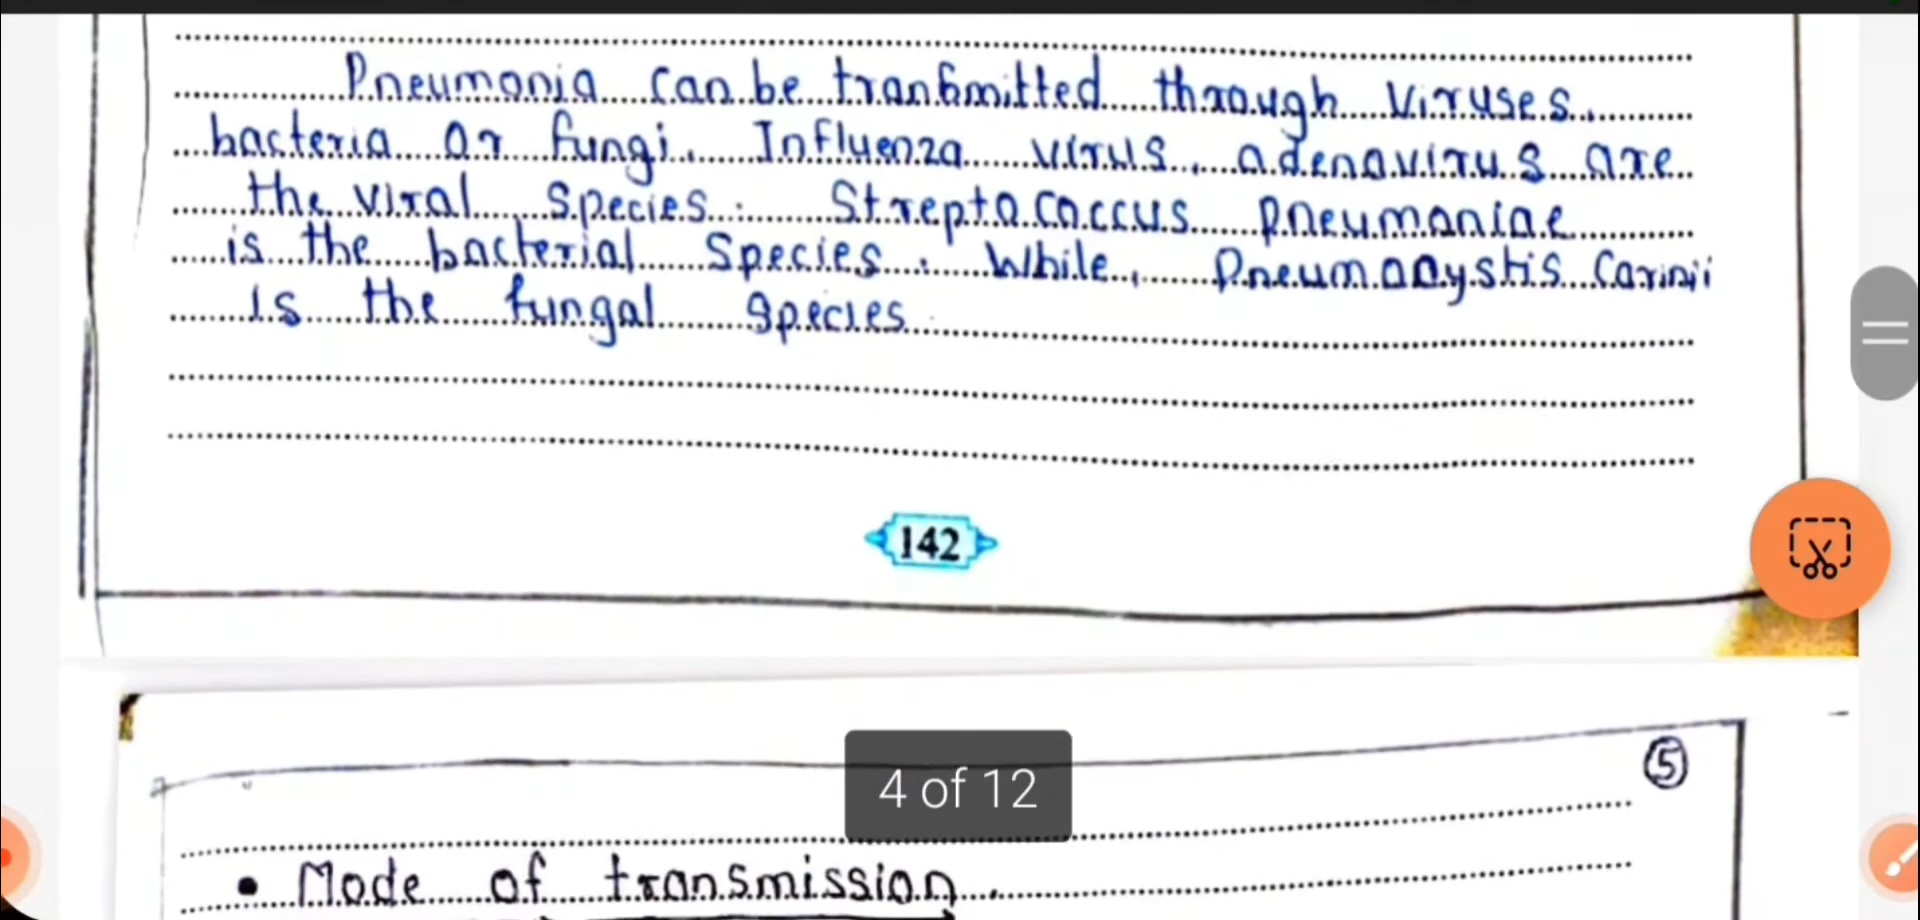 Pneumonia can be transmitted through viruses,
bacteria or fungi. Influenza virus, adenovirus are
the viral species. Streptococcus pneumoniae
is the bacterial species. While, Pneumocystis Carinii
is the fungal species.
142
4 of 12
5
• Mode of transmission.